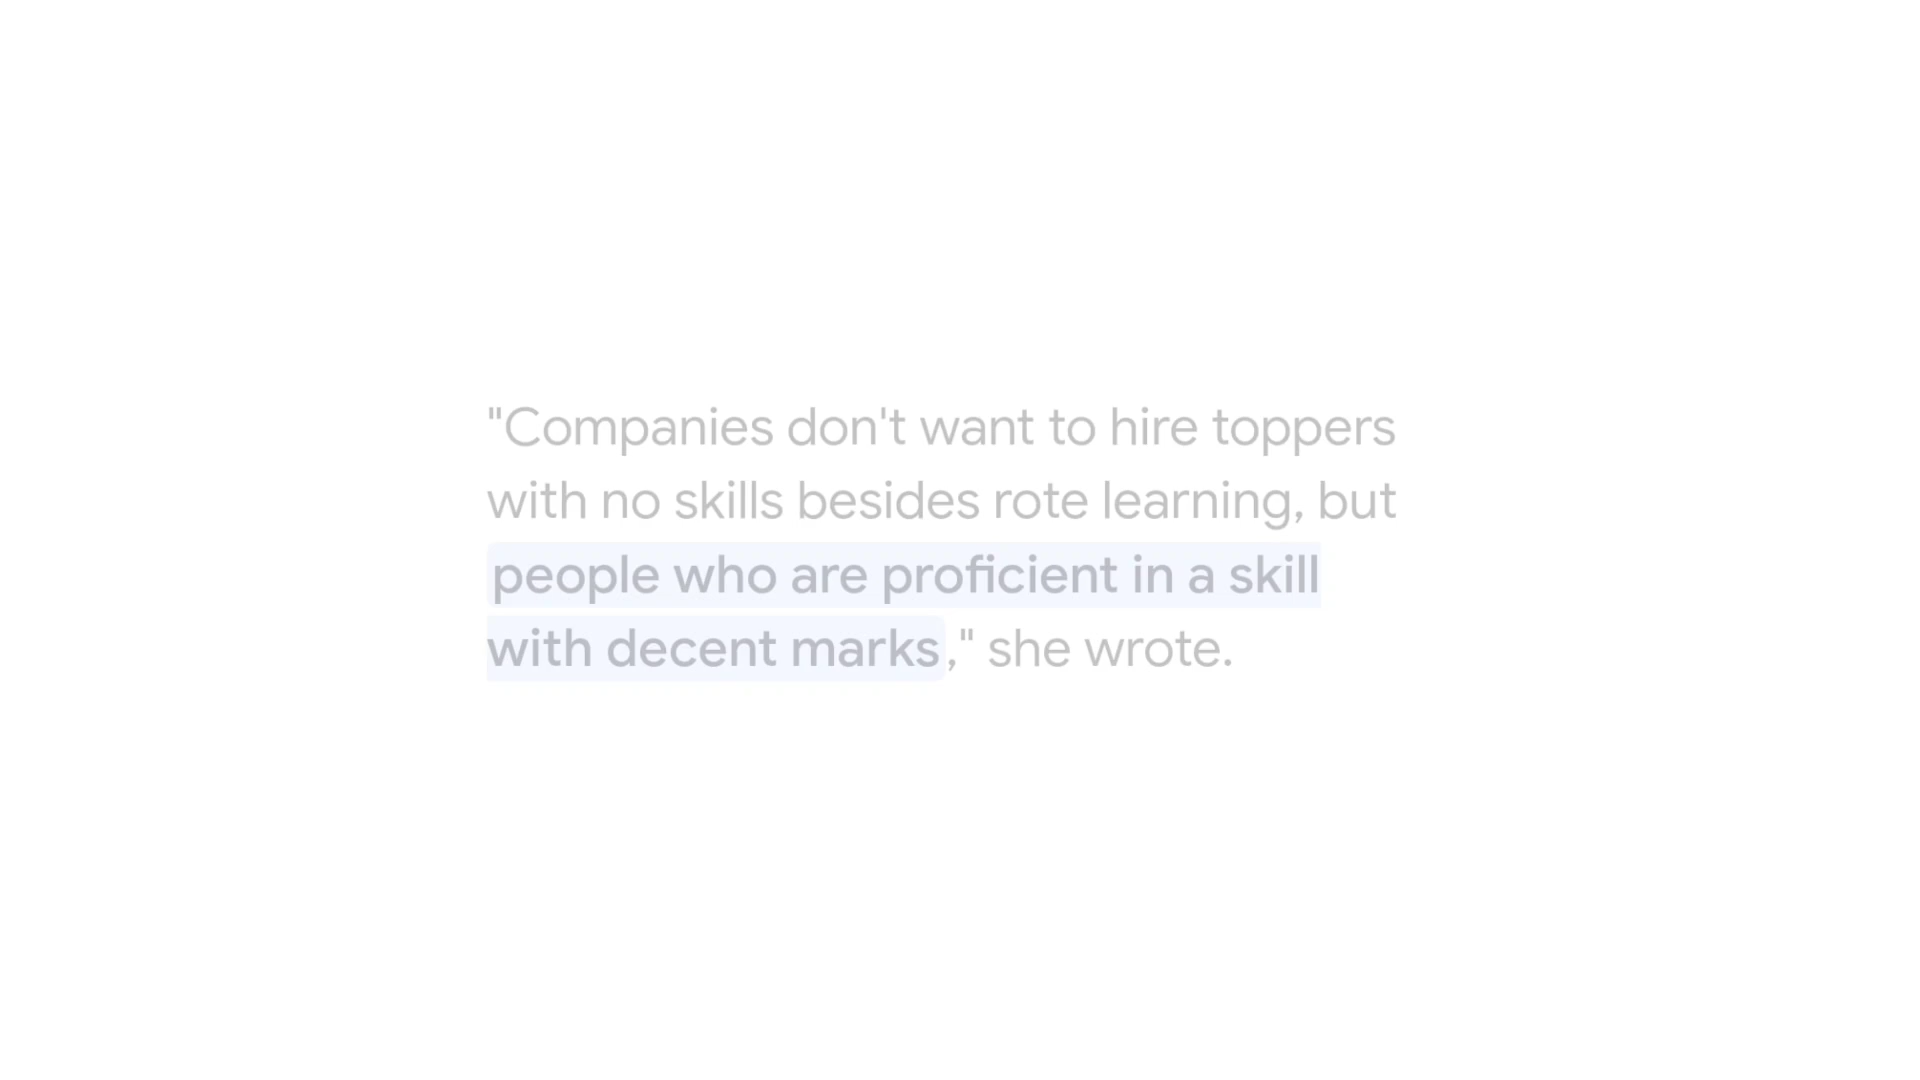 "Companies don't want to hire toppers
with no skills besides rote learning, but
people who are proficient in a skill
with decent marks," she wrote.